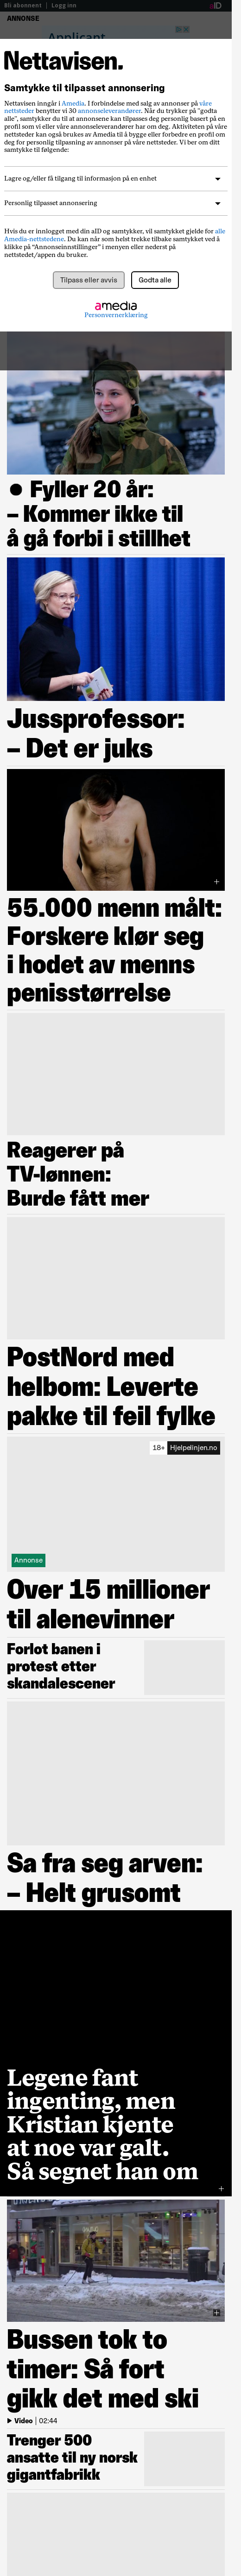 Bli abonnent | Logg inn
aID
ANNONSE
Applicant
Nettavisen.
Samtykke til tilpasset annonsering
Nettavisen inngår i Amedia. I forbindelse med salg av annonser på våre
nettsteder benytter vi 30 annonseleverandører. Når du trykker på "godta
alle", samtykker du til at annonsene kan tilpasses deg personlig basert på en
profil som vi eller våre annonseleverandører har om deg. Aktiviteten på våre
nettsteder kan også brukes av Amedia til å bygge eller forbedre en profil om
deg for personlig tilpasning av annonser på våre nettsteder. Vi ber om ditt
samtykke til følgende:
Lagre og/eller få tilgang til informasjon på en enhet
Personlig tilpasset annonsering
Hvis du er innlogget med din aID og samtykker, vil samtykket gjelde for alle
Amedia-nettstedene. Du kan når som helst trekke tilbake samtykket ved å
klikke på “Annonseinnstillinger” i menyen eller nederst på
nettstedet/appen du bruker.
Tilpass eller avvis
Godta alle
amedia
Personvernerklæring
Fyller 20 år:
– Kommer ikke til
å gå forbi i stillhet
Jussprofessor:
– Det er juks
55.000 menn målt:
Forskere klør seg
i hodet av menns
penisstørrelse
Reagerer på
TV-lønnen:
Burde fått mer
PostNord med
helbom: Leverte
pakke til feil fylke
18+ Hjelpelinjen.no
Annonse
Over 15 millioner
til alenevinner
Forlot banen i
protest etter
skandalescener
Sa fra seg arven:
– Helt grusomt
Legene fant
ingenting, men
Kristian kjente
at noe var galt.
Så segnet han om
Bussen tok to
timer: Så fort
gikk det med ski
Video | 02:44
Trenger 500
ansatte til ny norsk
gigantfabrikk